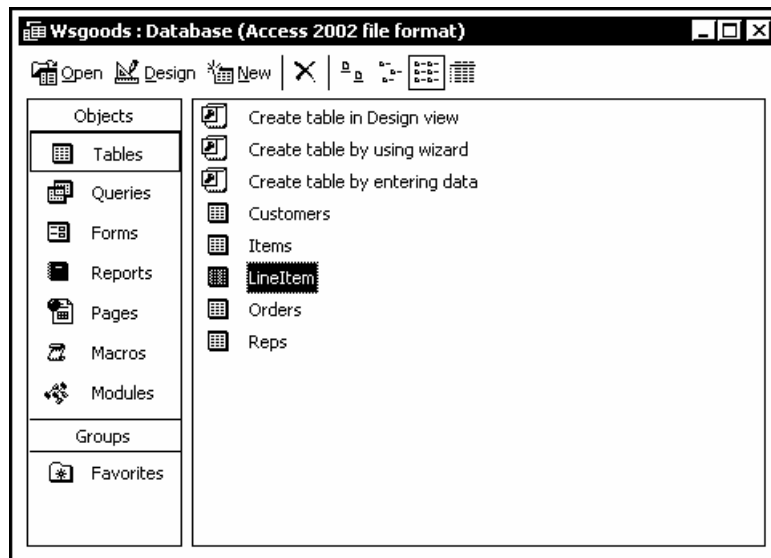 Wsgoods : Database (Access 2002 file format)
Open Design New
Objects
Tables
Queries
Forms
Reports
Pages
Macros
Modules
Groups
Favorites
Create table in Design view
Create table by using wizard
Create table by entering data
Customers
Items
LineItem
Orders
Reps